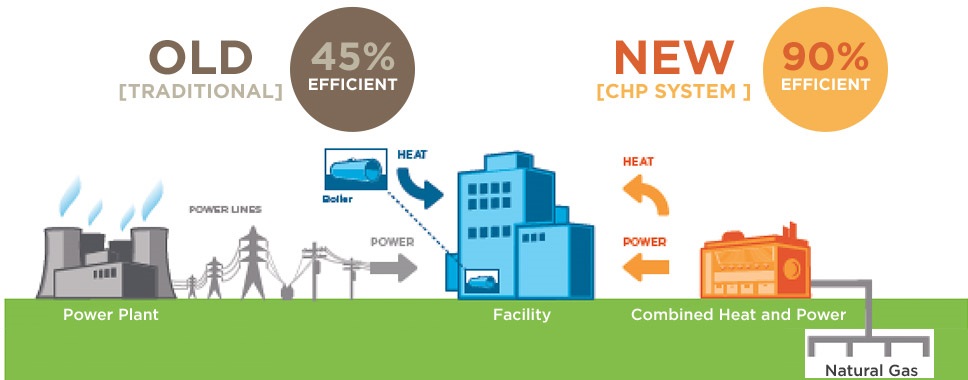 OLD
[TRADITIONAL]
45%
EFFICIENT
NEW
[CHP SYSTEM ]
90%
EFFICIENT
HEAT
Boiler
POWER LINES
POWER
HEAT
POWER
Power Plant
Facility
Combined Heat and Power
Natural Gas